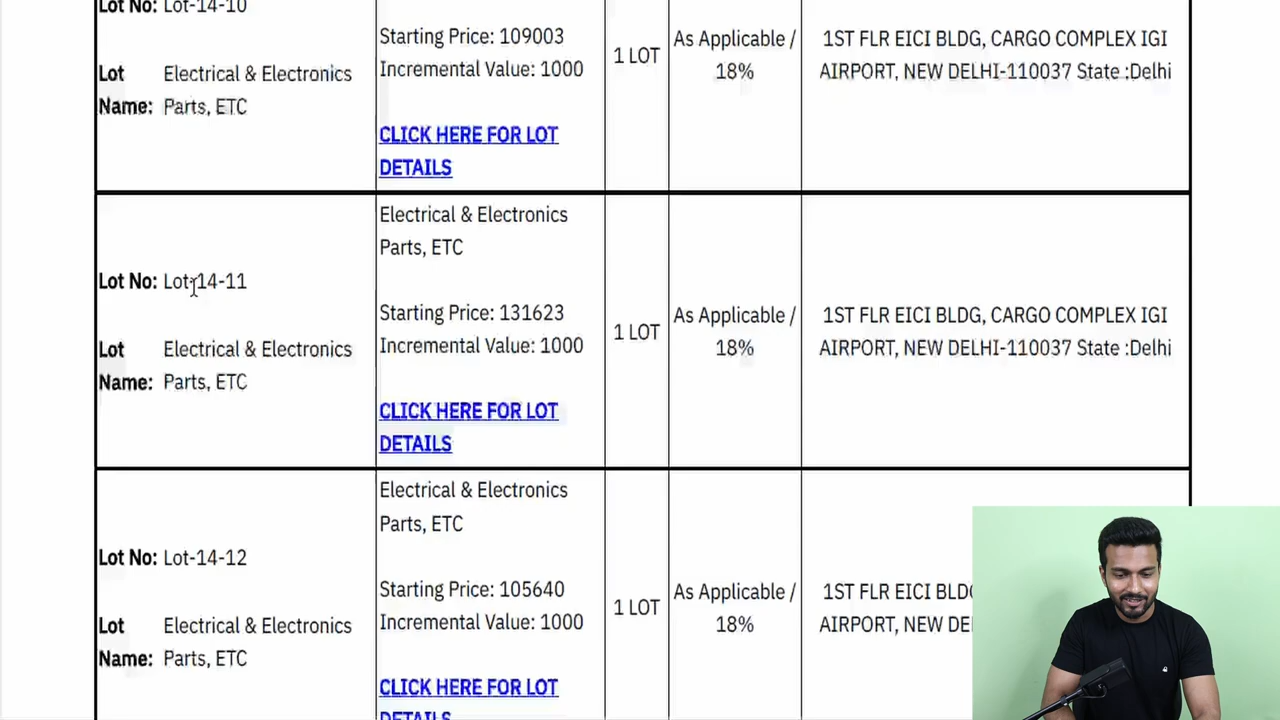 Lot No: Lot-14-10
Lot Name: Electrical & Electronics
Parts, ETC
Starting Price: 109003
Incremental Value: 1000
CLICK HERE FOR LOT
DETAILS
1 LOT
As Applicable /
18%
1ST FLR EICI BLDG, CARGO COMPLEX IGI
AIRPORT, NEW DELHI-110037 State :Delhi
Lot No: Lot-14-11
Lot Name: Electrical & Electronics
Parts, ETC
Electrical & Electronics
Parts, ETC
Starting Price: 131623
Incremental Value: 1000
CLICK HERE FOR LOT
DETAILS
1 LOT
As Applicable /
18%
1ST FLR EICI BLDG, CARGO COMPLEX IGI
AIRPORT, NEW DELHI-110037 State :Delhi
Lot No: Lot-14-12
Lot Name: Electrical & Electronics
Parts, ETC
Electrical & Electronics
Parts, ETC
Starting Price: 105640
Incremental Value: 1000
CLICK HERE FOR LOT
DETAILS
1 LOT
As Applicable /
18%
1ST FLR EICI
AIRPORT, NEW